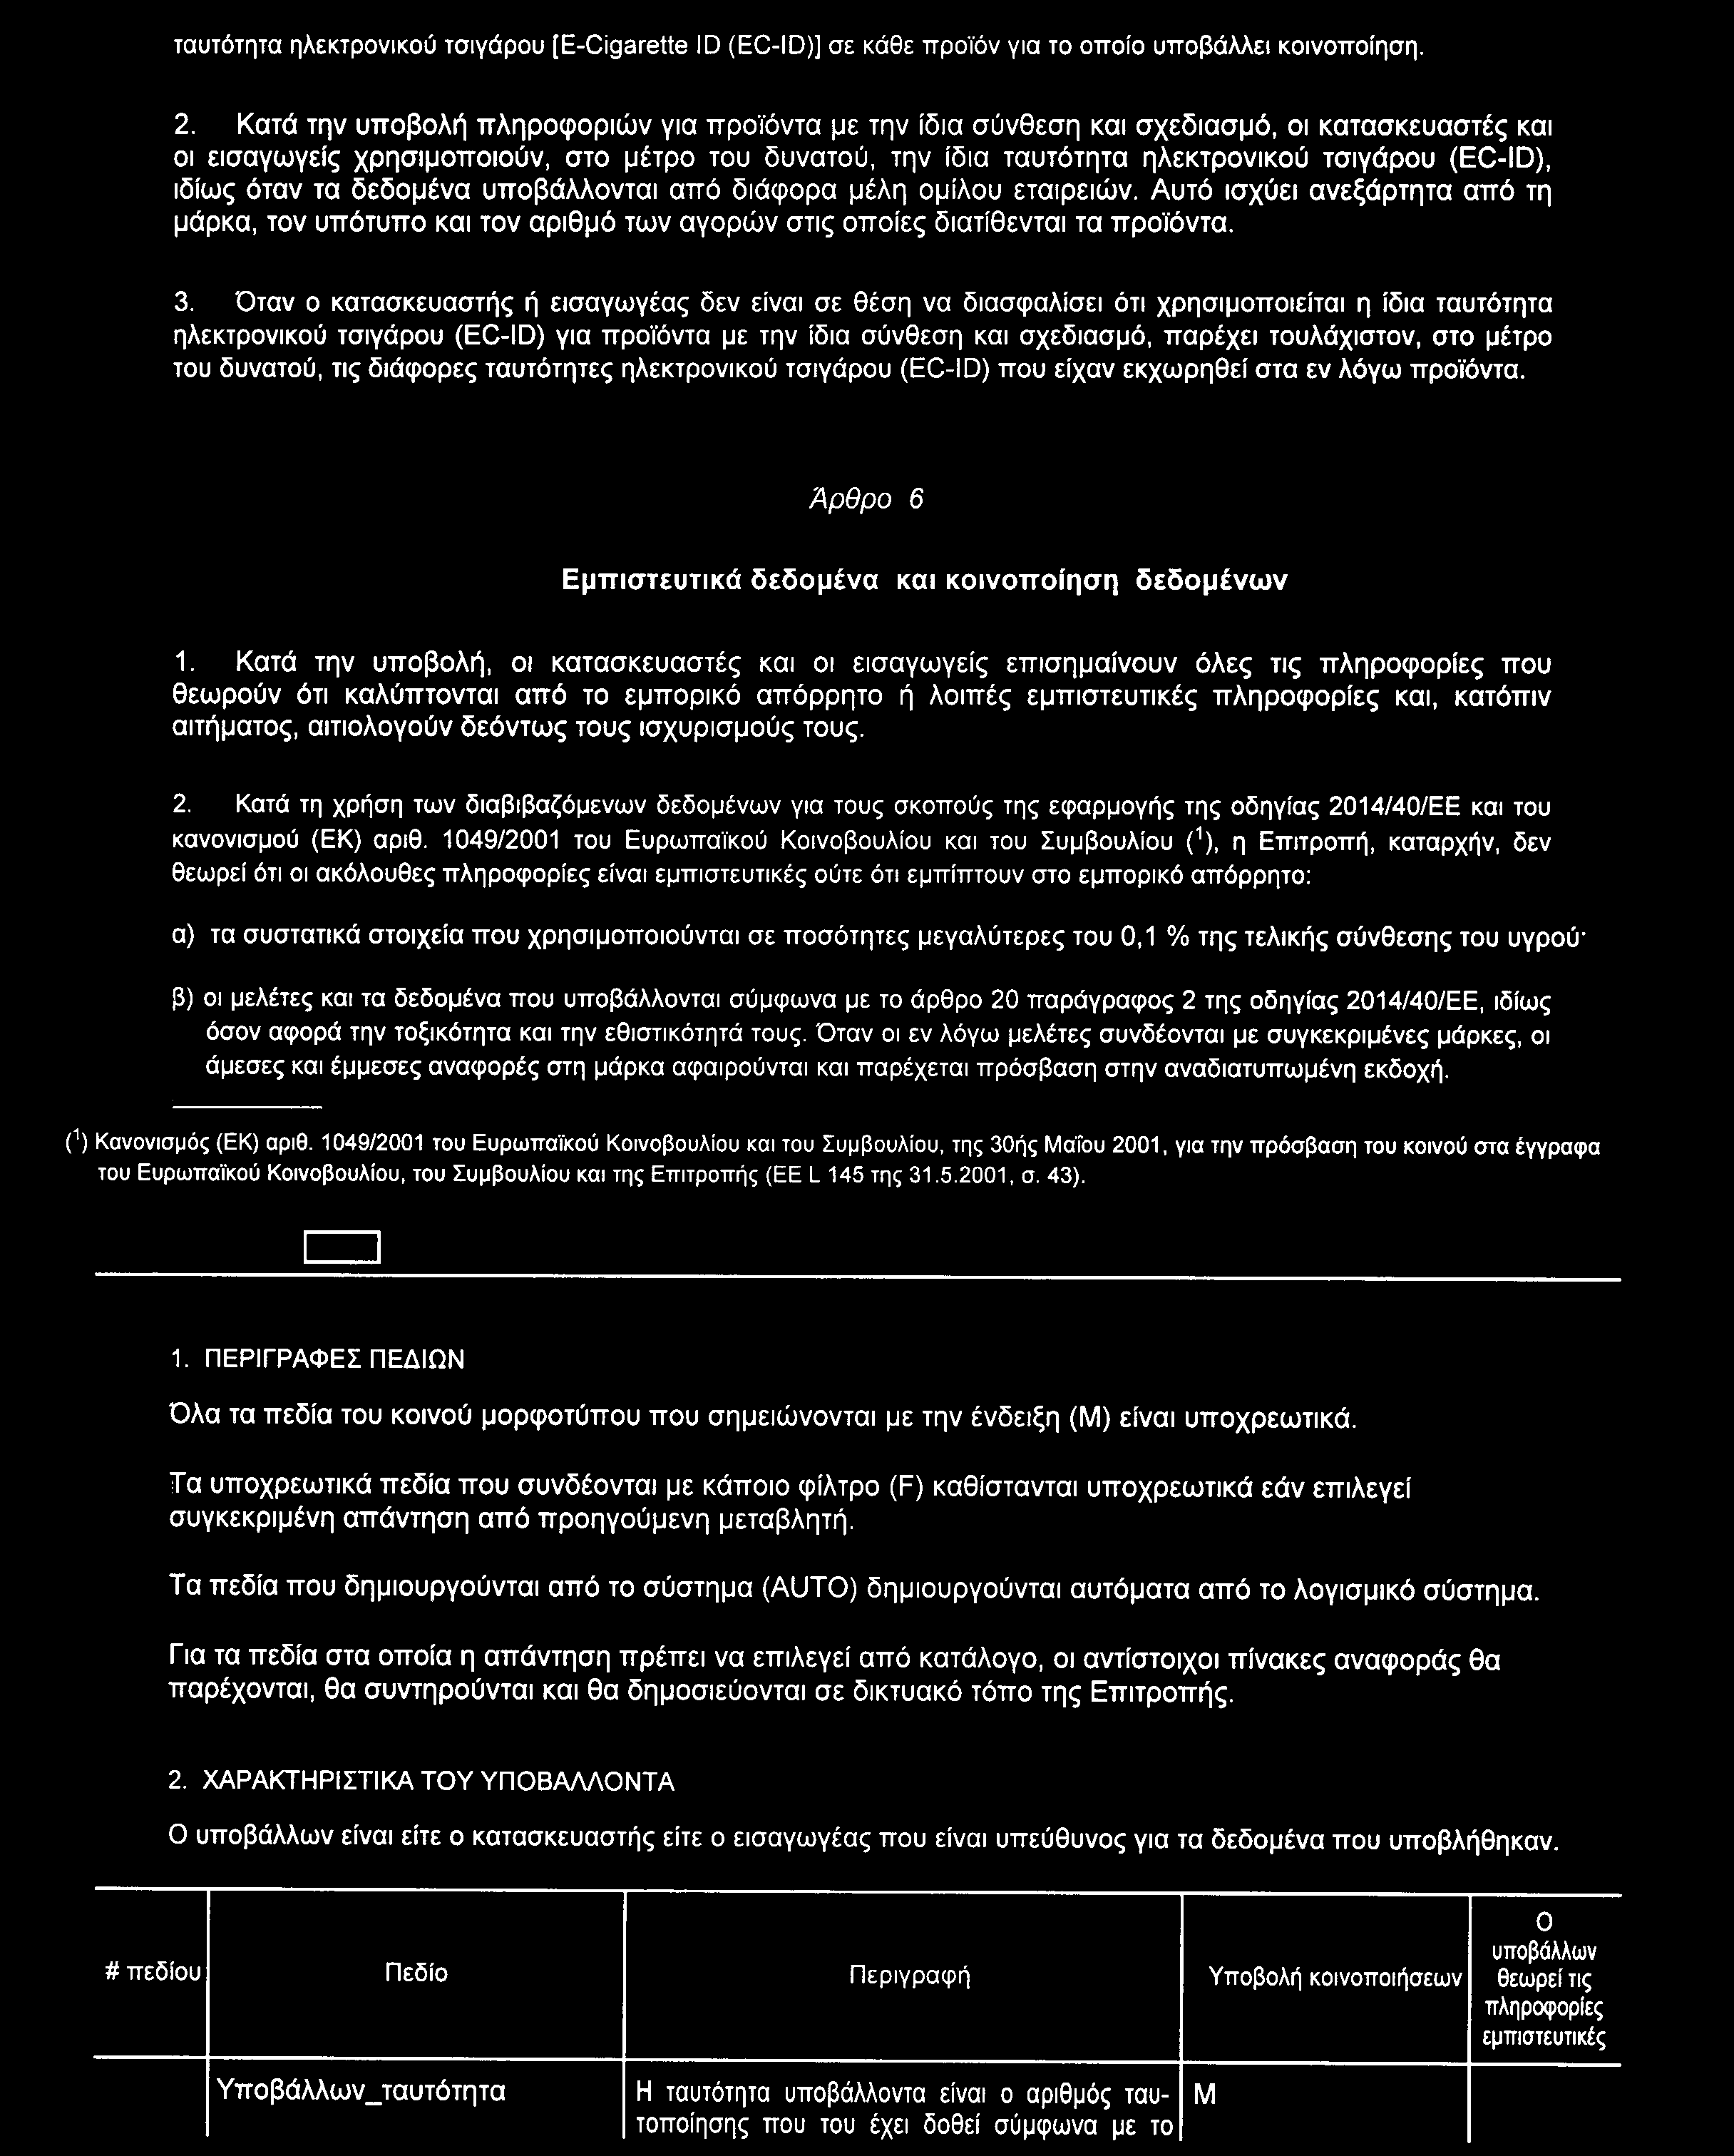 ταυτότητα ηλεκτρονικού τσιγάρου [E-Cigarette ID (EC-ID)] σε κάθε προϊόν για το οποίο υποβάλλει κοινοποίηση.
2. Κατά την υποβολή πληροφοριών για προϊόντα με την ίδια σύνθεση και σχεδιασμό, οι κατασκευαστές και
οι εισαγωγείς χρησιμοποιούν, στο μέτρο του δυνατού, την ίδια ταυτότητα ηλεκτρονικού τσιγάρου (EC-ID),
ιδίως όταν τα δεδομένα υποβάλλονται από διάφορα μέλη ομίλου εταιρειών. Αυτό ισχύει ανεξάρτητα από τη
μάρκα, τον υπότυπο και τον αριθμό των αγορών στις οποίες διατίθενται τα προϊόντα.
3. Όταν ο κατασκευαστής ή εισαγωγέας δεν είναι σε θέση να διασφαλίσει ότι χρησιμοποιείται η ίδια ταυτότητα
ηλεκτρονικού τσιγάρου (EC-ID) για προϊόντα με την ίδια σύνθεση και σχεδιασμό, παρέχει τουλάχιστον, στο μέτρο
του δυνατού, τις διάφορες ταυτότητες ηλεκτρονικού τσιγάρου (EC-ID) που είχαν εκχωρηθεί στα εν λόγω προϊόντα.
Άρθρο 6
Εμπιστευτικά δεδομένα και κοινοποίηση δεδομένων
1. Κατά την υποβολή, οι κατασκευαστές και οι εισαγωγείς επισημαίνουν όλες τις πληροφορίες που
θεωρούν ότι καλύπτονται από το εμπορικό απόρρητο ή λοιπές εμπιστευτικές πληροφορίες και, κατόπιν
αιτήματος, αιτιολογούν δεόντως τους ισχυρισμούς τους.
2. Κατά τη χρήση των διαβιβαζόμενων δεδομένων για τους σκοπούς της εφαρμογής της οδηγίας 2014/40/ΕΕ και του
κανονισμού (ΕΚ) αριθ. 1049/2001 του Ευρωπαϊκού Κοινοβουλίου και του Συμβουλίου (¹), η Επιτροπή, καταρχήν, δεν
θεωρεί ότι οι ακόλουθες πληροφορίες είναι εμπιστευτικές ούτε ότι εμπίπτουν στο εμπορικό απόρρητο:
α) τα συστατικά στοιχεία που χρησιμοποιούνται σε ποσότητες μεγαλύτερες του 0,1 % της τελικής σύνθεσης του υγρού·
β) οι μελέτες και τα δεδομένα που υποβάλλονται σύμφωνα με το άρθρο 20 παράγραφος 2 της οδηγίας 2014/40/ΕΕ, ιδίως
όσον αφορά την τοξικότητα και την εθιστικότητά τους. Όταν οι εν λόγω μελέτες συνδέονται με συγκεκριμένες μάρκες, οι
άμεσες και έμμεσες αναφορές στη μάρκα αφαιρούνται και παρέχεται πρόσβαση στην αναδιατυπωμένη εκδοχή.
(¹) Κανονισμός (ΕΚ) αριθ. 1049/2001 του Ευρωπαϊκού Κοινοβουλίου και του Συμβουλίου, της 30ής Μαΐου 2001, για την πρόσβαση του κοινού στα έγγραφα
του Ευρωπαϊκού Κοινοβουλίου, του Συμβουλίου και της Επιτροπής (ΕΕ L 145 της 31.5.2001, σ. 43).
1. ΠΕΡΙΓΡΑΦΕΣ ΠΕΔΙΩΝ
Όλα τα πεδία του κοινού μορφοτύπου που σημειώνονται με την ένδειξη (M) είναι υποχρεωτικά.
Τα υποχρεωτικά πεδία που συνδέονται με κάποιο φίλτρο (F) καθίστανται υποχρεωτικά εάν επιλεγεί
συγκεκριμένη απάντηση από προηγούμενη μεταβλητή.
Τα πεδία που δημιουργούνται από το σύστημα (AUTO) δημιουργούνται αυτόματα από το λογισμικό σύστημα.
Για τα πεδία στα οποία η απάντηση πρέπει να επιλεγεί από κατάλογο, οι αντίστοιχοι πίνακες αναφοράς θα
παρέχονται, θα συντηρούνται και θα δημοσιεύονται σε δικτυακό τόπο της Επιτροπής.
2. ΧΑΡΑΚΤΗΡΙΣΤΙΚΑ ΤΟΥ ΥΠΟΒΑΛΛΟΝΤΑ
Ο υποβάλλων είναι είτε ο κατασκευαστής είτε ο εισαγωγέας που είναι υπεύθυνος για τα δεδομένα που υποβλήθηκαν.
# πεδίου
Πεδίο
Περιγραφή
Υποβολή κοινοποιήσεων
Ο
υποβάλλων
θεωρεί τις
πληροφορίες
εμπιστευτικές
Υποβάλλων_ταυτότητα
Η ταυτότητα υποβάλλοντα είναι ο αριθμός ταυ-
τοποίησης που του έχει δοθεί σύμφωνα με το
M